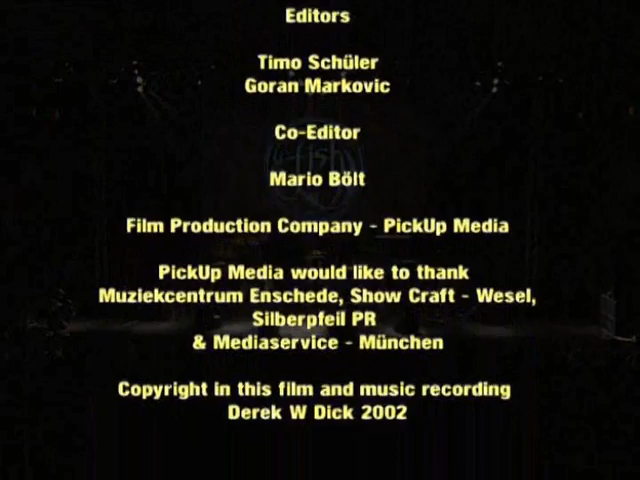 Editors
Timo Schüler
Goran Markovic
Co-Editor
fish
Mario Bölt
Film Production Company - PickUp Media
PickUp Media would like to thank
Muziekcentrum Enschede, Show Craft - Wesel,
Silberpfeil PR
& Mediaservice - München
Copyright in this film and music recording
Derek W Dick 2002